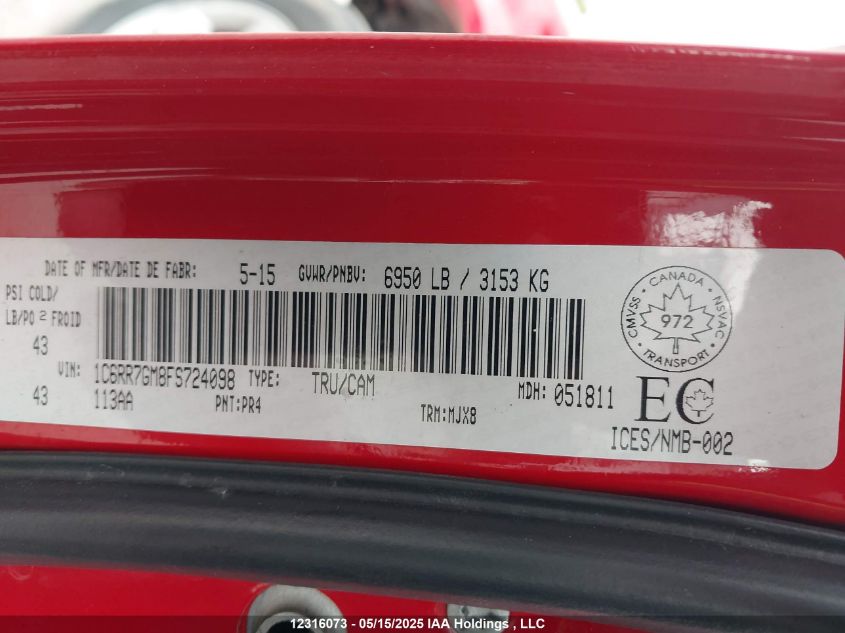 DATE OF MFR/DATE DE FABR: 5-15 GVWR/PNBV: 6950 LB / 3153 KG
PSI COLD/
LB/PO 2 FROID
43
VIN: 1C6RR7GM8FS724098 TYPE: TRU/CAM MDH: 051811
43 113AA PNT:PR4 TRM:MJX8
CANADA
CMVSS
972
NSVAC
TRANSPORT
EC
ICES/NMB-002
12316073 - 05/15/2025 IAA Holdings , LLC